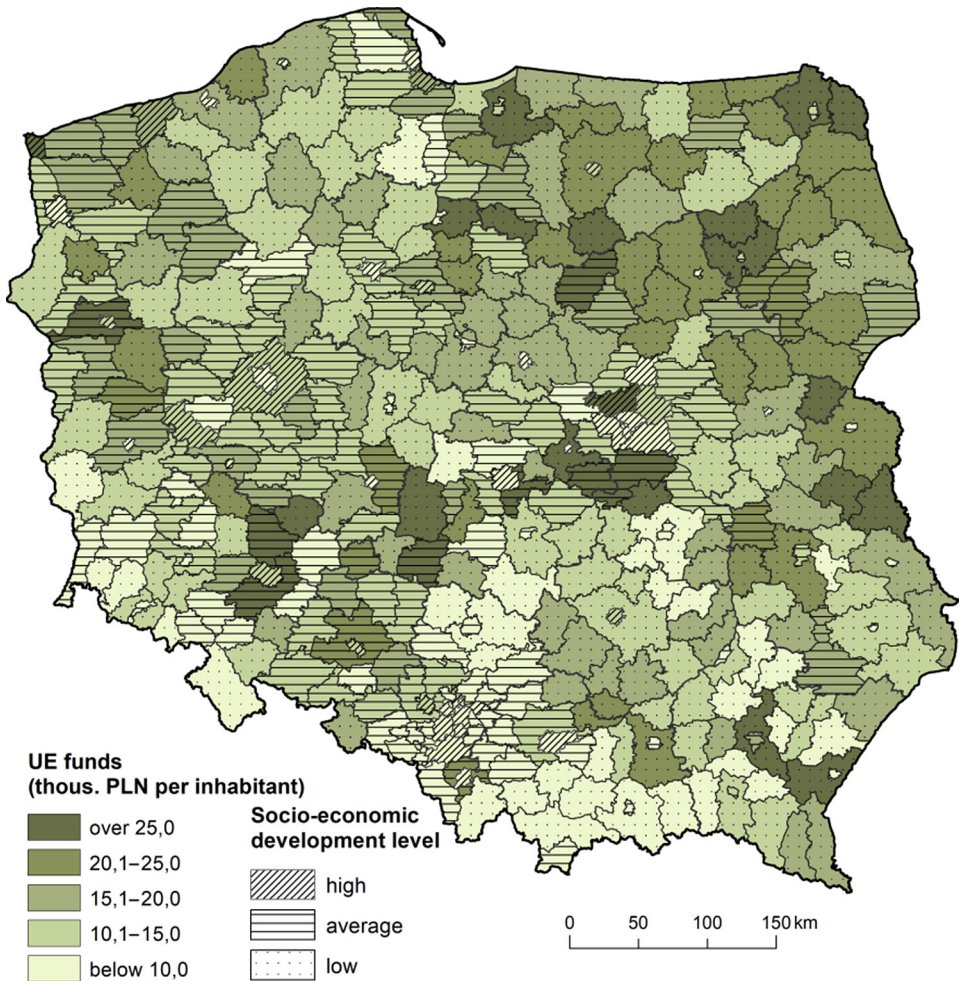 UE funds
(thous. PLN per inhabitant)
over 25,0
20,1–25,0
15,1–20,0
10,1–15,0
below 10,0
Socio-economic
development level
high
average
low
0 50 100 150 km